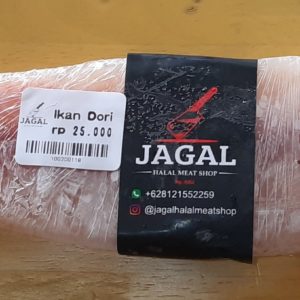 JAGAL
Ikan Dori
rp 25.000
JAGAL
HALAL MEAT SHOP
+628121552259
@jagalhalalmeatshop